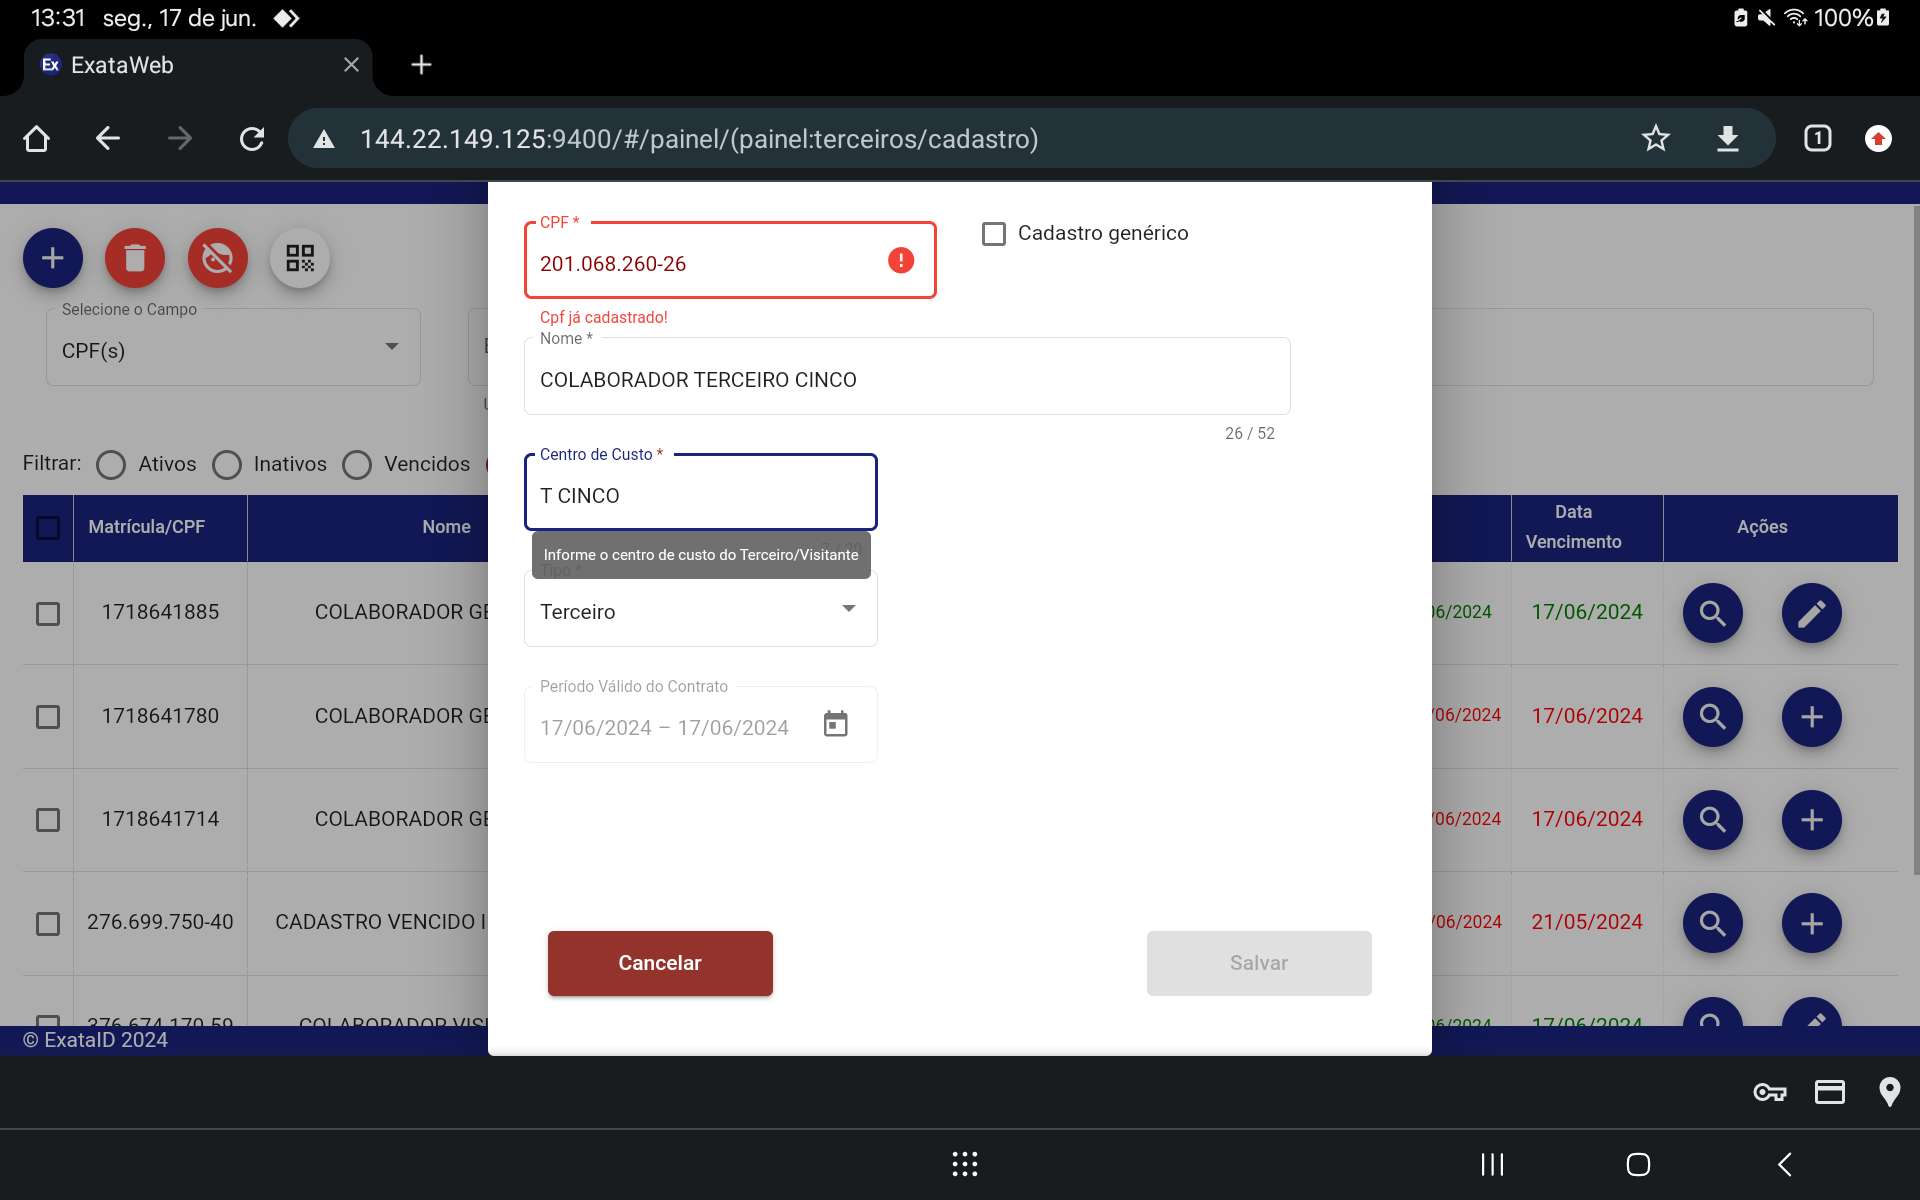 13:31 seg., 17 de jun. 100%
Ex ExataWeb
144.22.149.125:9400/#/painel/(painel:terceiros/cadastro) 1
CPF *
201.068.260-26
Cadastro genérico
Cpf já cadastrado!
Selecione o Campo
CPF(s)
Nome *
COLABORADOR TERCEIRO CINCO
26 / 52
Filtrar: Ativos Inativos Vencidos
Centro de Custo *
T CINCO
Informe o centro de custo do Terceiro/Visitante
Tipo *
Terceiro
Período Válido do Contrato
17/06/2024 – 17/06/2024
Cancelar Salvar
Matrícula/CPF Nome Data Vencimento Ações
1718641885 COLABORADOR GE 06/2024 17/06/2024
1718641780 COLABORADOR GE /06/2024 17/06/2024
1718641714 COLABORADOR GE /06/2024 17/06/2024
276.699.750-40 CADASTRO VENCIDO I /06/2024 21/05/2024
376.674.170-59 COLABORADOR VIS 06/2024 17/06/2024
© ExataID 2024